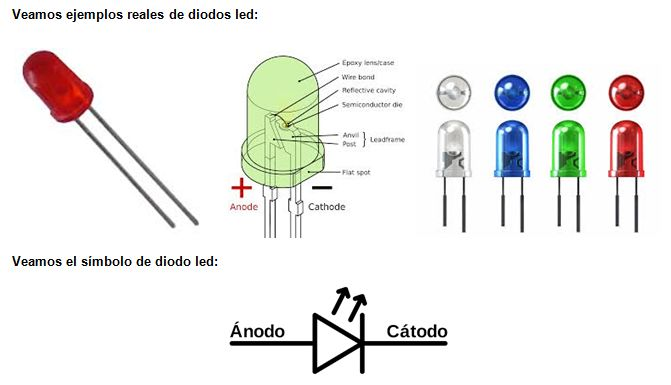 Veamos ejemplos reales de diodos led:
Epoxy lens/case
Wire bond
Reflective cavity
Semiconductor die
Anvil
Post
Leadframe
Flat spot
+ −
Anode Cathode
Veamos el símbolo de diodo led:
Ánodo Cátodo